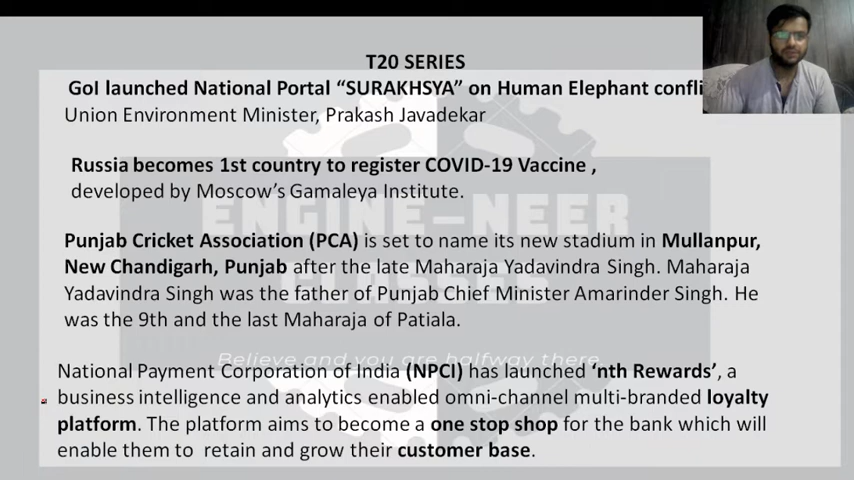 T20 SERIES
GoI launched National Portal “SURAKHSYA” on Human Elephant confli
Union Environment Minister, Prakash Javadekar
Russia becomes 1st country to register COVID-19 Vaccine ,
developed by Moscow’s Gamaleya Institute.
ENGINE-NEER
CLASSES
Punjab Cricket Association (PCA) is set to name its new stadium in Mullanpur,
New Chandigarh, Punjab after the late Maharaja Yadavindra Singh. Maharaja
Yadavindra Singh was the father of Punjab Chief Minister Amarinder Singh. He
was the 9th and the last Maharaja of Patiala.
Believe and you are halfway there
National Payment Corporation of India (NPCI) has launched ‘nth Rewards’, a
business intelligence and analytics enabled omni-channel multi-branded loyalty
platform. The platform aims to become a one stop shop for the bank which will
enable them to retain and grow their customer base.